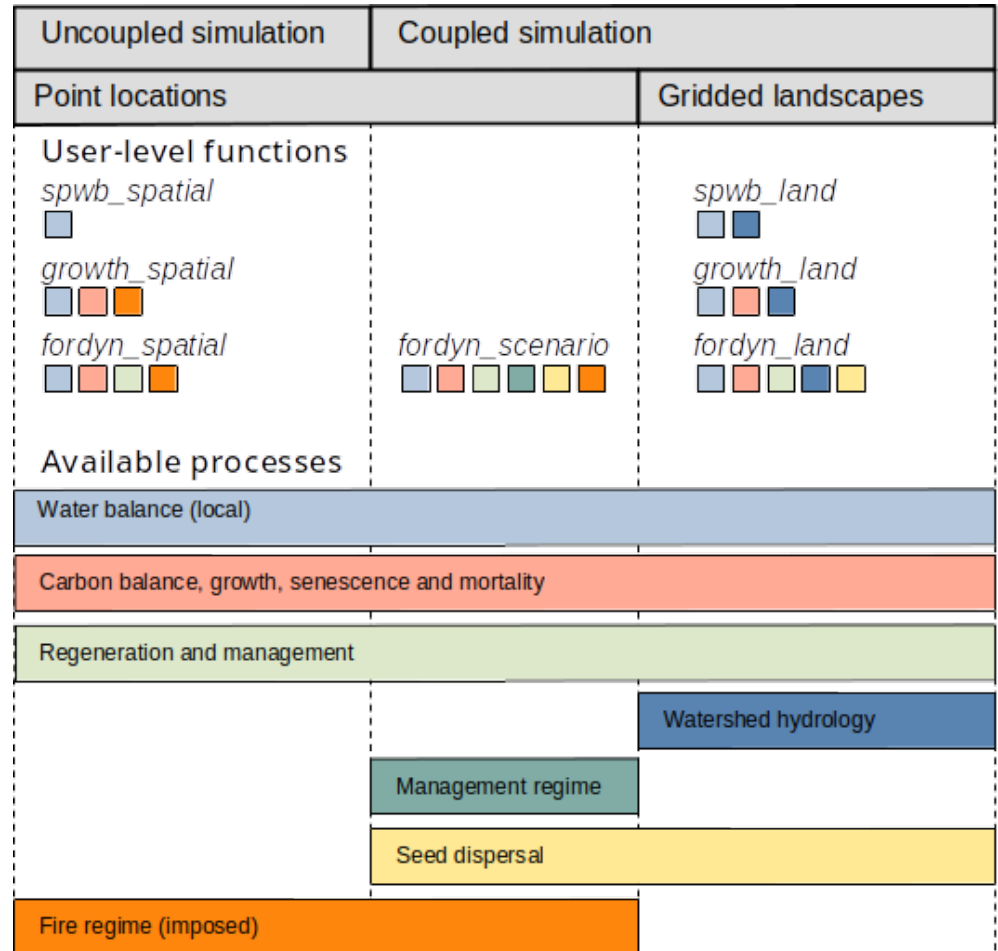 Uncoupled simulation
Coupled simulation
Point locations
Gridded landscapes
User-level functions
spwb_spatial
spwb_land
growth_spatial
growth_land
fordyn_spatial
fordyn_scenario
fordyn_land
Available processes
Water balance (local)
Carbon balance, growth, senescence and mortality
Regeneration and management
Watershed hydrology
Management regime
Seed dispersal
Fire regime (imposed)